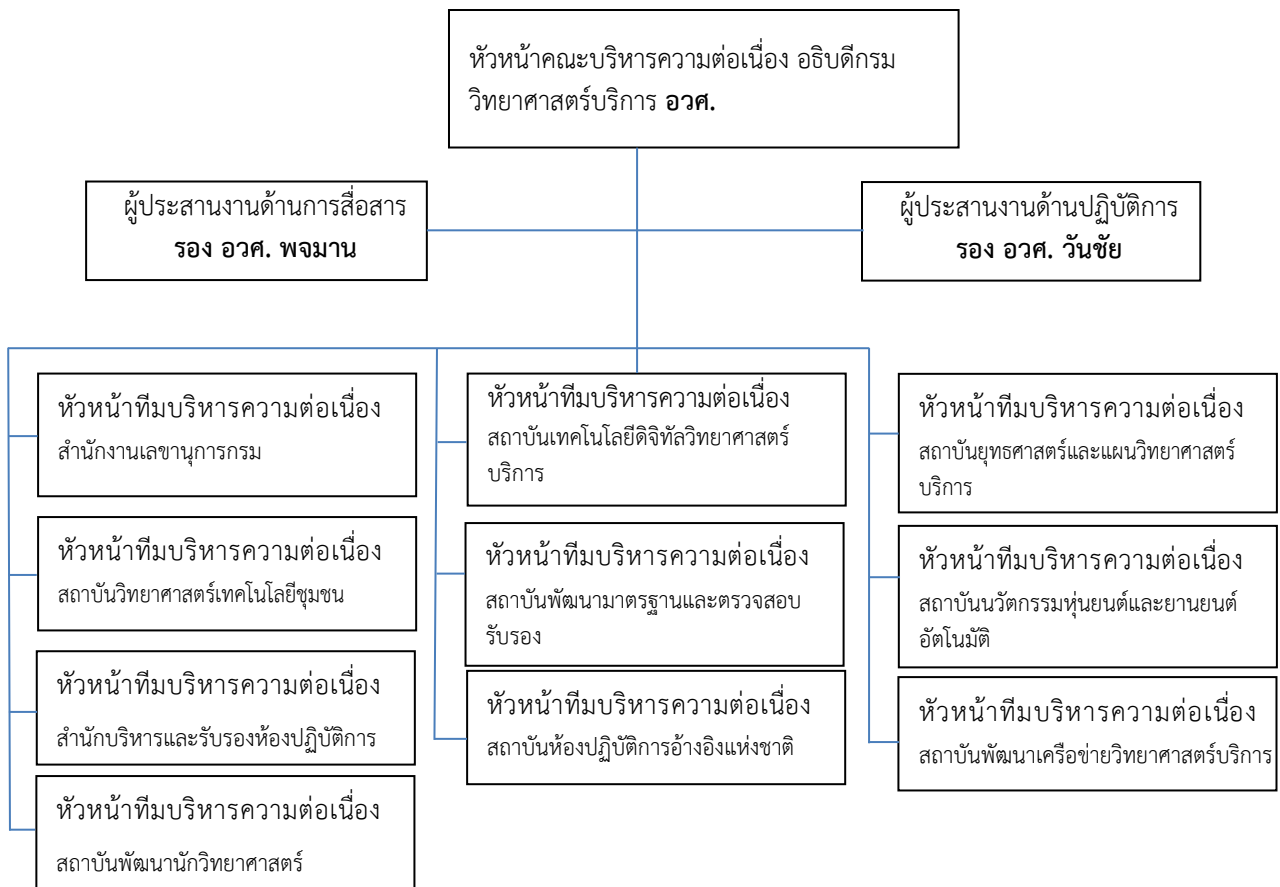 หัวหน้าคณะบริหารความต่อเนื่อง อธิบดีกรม
วิทยาศาสตร์บริการ อวศ.
ผู้ประสานงานด้านการสื่อสาร
รอง อวศ. พจมาน
ผู้ประสานงานด้านปฏิบัติการ
รอง อวศ. วันชัย
หัวหน้าทีมบริหารความต่อเนื่อง
สำนักงานเลขานุการกรม
หัวหน้าทีมบริหารความต่อเนื่อง
สถาบันวิทยาศาสตร์เทคโนโลยีชุมชน
หัวหน้าทีมบริหารความต่อเนื่อง
สำนักบริหารและรับรองห้องปฏิบัติการ
หัวหน้าทีมบริหารความต่อเนื่อง
สถาบันพัฒนานักวิทยาศาสตร์
หัวหน้าทีมบริหารความต่อเนื่อง
สถาบันเทคโนโลยีดิจิทัลวิทยาศาสตร์
บริการ
หัวหน้าทีมบริหารความต่อเนื่อง
สถาบันพัฒนามาตรฐานและตรวจสอบ
รับรอง
หัวหน้าทีมบริหารความต่อเนื่อง
สถาบันห้องปฏิบัติการอ้างอิงแห่งชาติ
หัวหน้าทีมบริหารความต่อเนื่อง
สถาบันยุทธศาสตร์และแผนวิทยาศาสตร์
บริการ
หัวหน้าทีมบริหารความต่อเนื่อง
สถาบันนวัตกรรมหุ่นยนต์และยานยนต์
อัตโนมัติ
หัวหน้าทีมบริหารความต่อเนื่อง
สถาบันพัฒนาเครือข่ายวิทยาศาสตร์บริการ